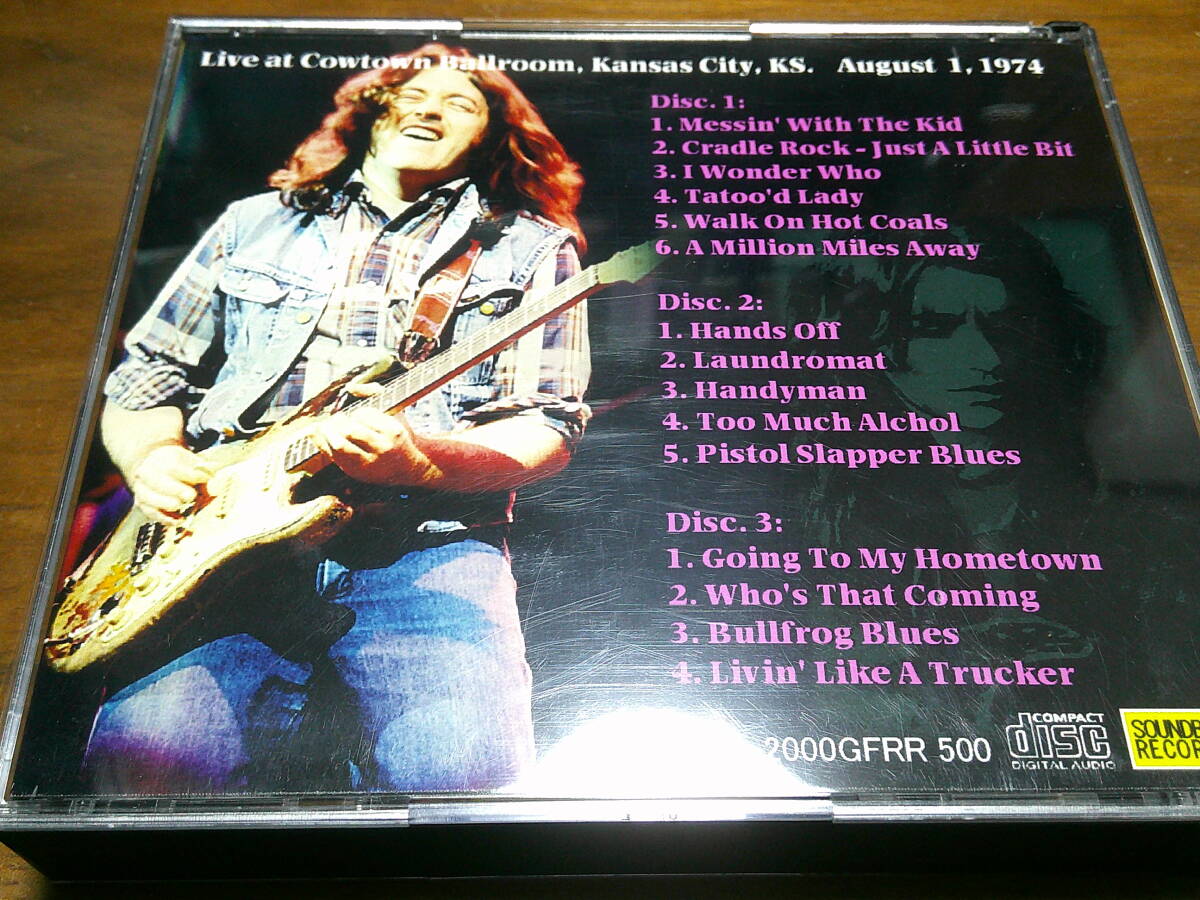 Live at Cowtown Ballroom, Kansas City, KS. August 1, 1974
Disc. 1:
1. Messin' With The Kid
2. Cradle Rock - Just A Little Bit
3. I Wonder Who
4. Tatoo'd Lady
5. Walk On Hot Coals
6. A Million Miles Away
Disc. 2:
1. Hands Off
2. Laundromat
3. Handyman
4. Too Much Alchol
5. Pistol Slapper Blues
Disc. 3:
1. Going To My Hometown
2. Who's That Coming
3. Bullfrog Blues
4. Livin' Like A Trucker
2000GFRR 500
COMPACT
disc
DIGITAL AUDIO